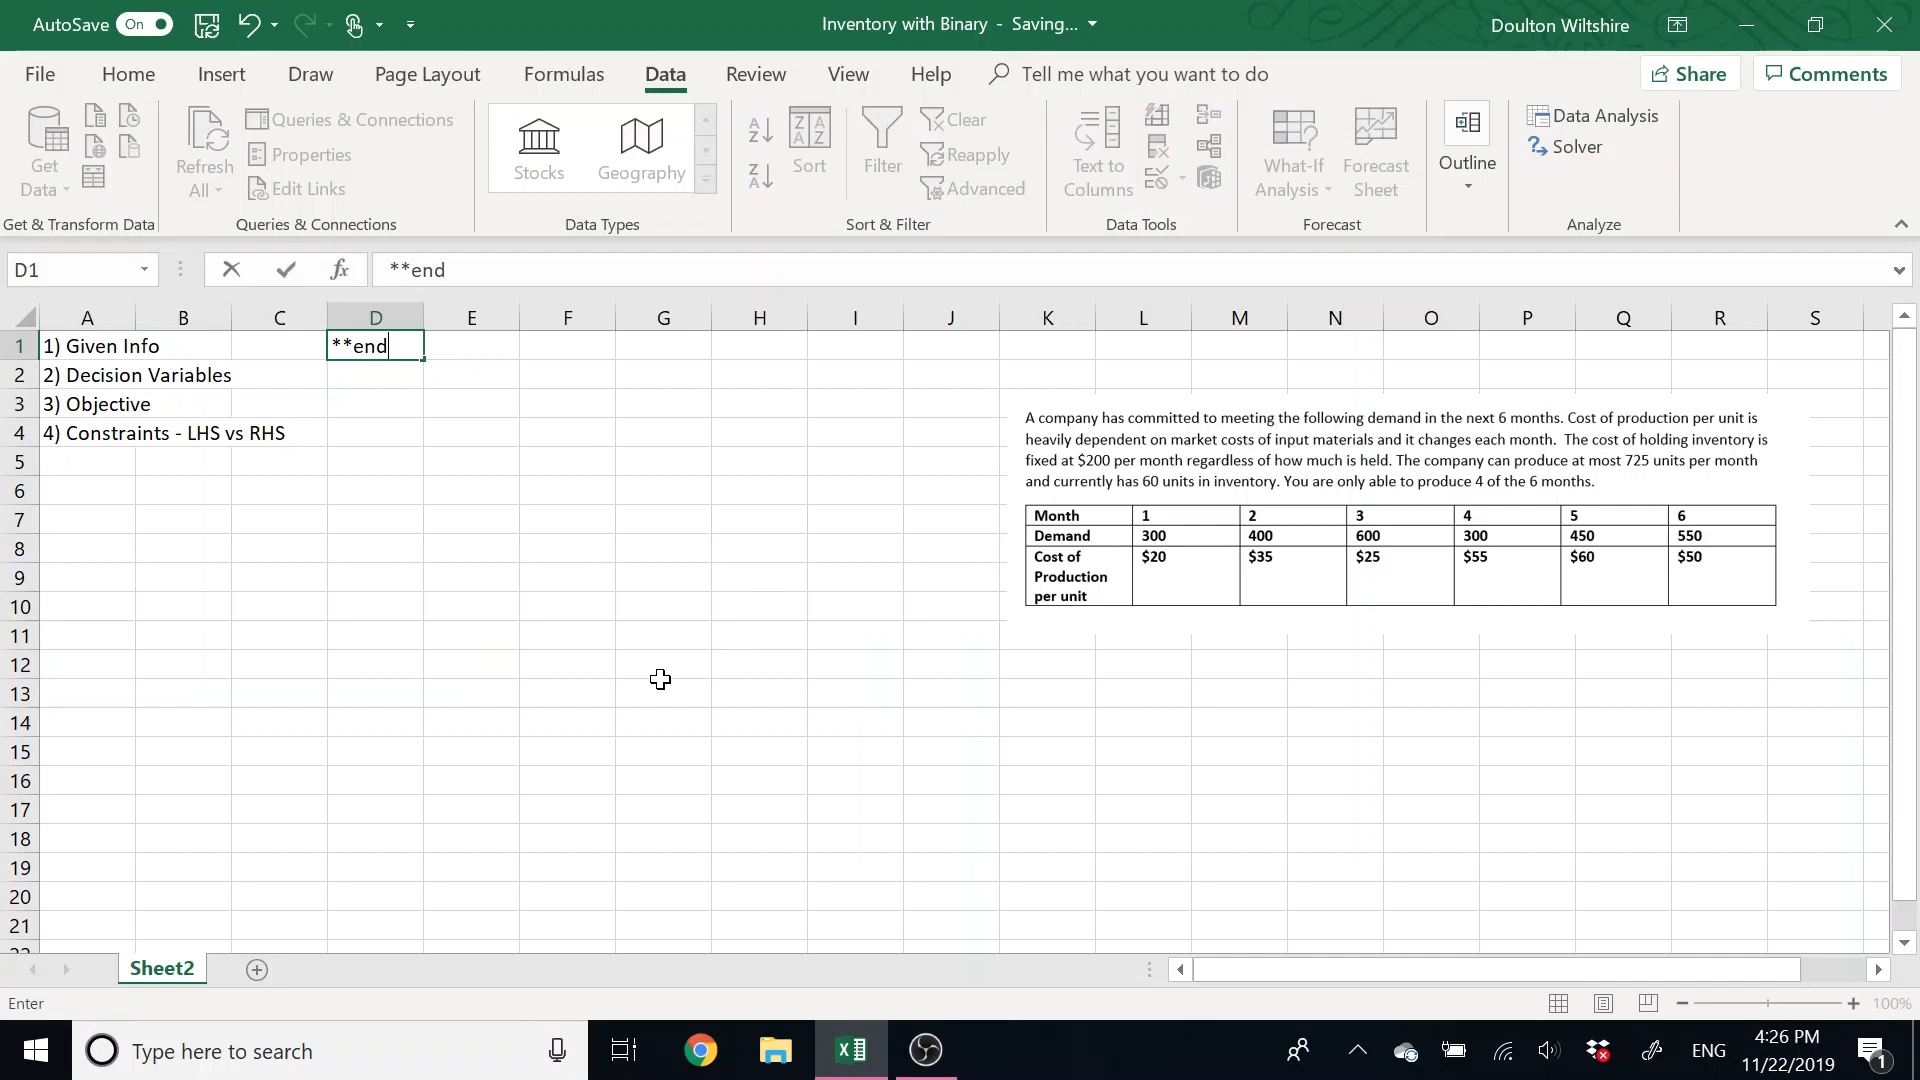 AutoSave On
Inventory with Binary - Saving...
Doulton Wiltshire
File Home Insert Draw Page Layout Formulas Data Review View Help Tell me what you want to do Share Comments
Get Data
Refresh All
Queries & Connections
Properties
Edit Links
Stocks
Geography
Sort
Filter
Clear
Reapply
Advanced
Text to Columns
What-If Analysis
Forecast Sheet
Outline
Data Analysis
Solver
Get & Transform Data
Queries & Connections
Data Types
Sort & Filter
Data Tools
Forecast
Analyze
D1 fx **end
A B C D E F G H I J K L M N O P Q R S
1 1) Given Info **end
2 2) Decision Variables
3 3) Objective
4 4) Constraints - LHS vs RHS
5
6
7
8
9
10
11
12
13
14
15
16
17
18
19
20
21
A company has committed to meeting the following demand in the next 6 months. Cost of production per unit is
heavily dependent on market costs of input materials and it changes each month. The cost of holding inventory is
fixed at $200 per month regardless of how much is held. The company can produce at most 725 units per month
and currently has 60 units in inventory. You are only able to produce 4 of the 6 months.
Month 1 2 3 4 5 6
Demand 300 400 600 300 450 550
Cost of Production per unit $20 $35 $25 $55 $60 $50
Sheet2
Enter
100%
Type here to search
ENG
4:26 PM
11/22/2019
1